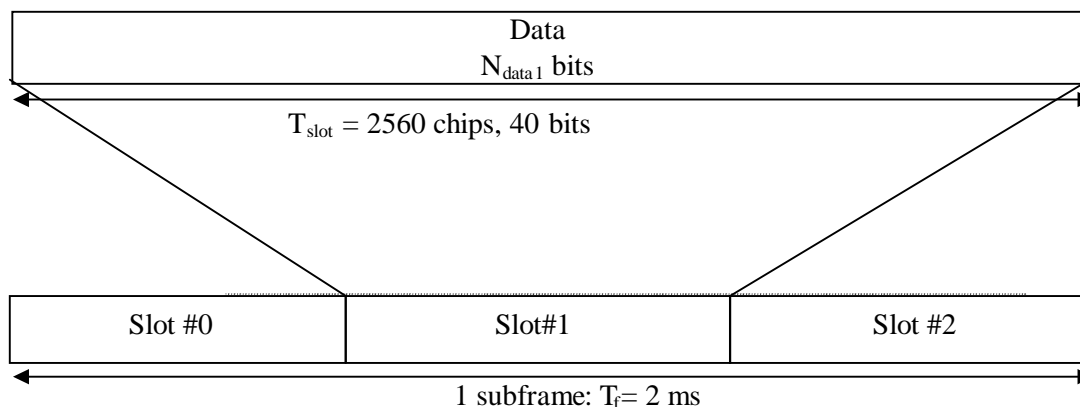 Data
N_data1 bits
T_slot = 2560 chips, 40 bits
Slot #0 Slot#1 Slot #2
1 subframe: T_f = 2 ms